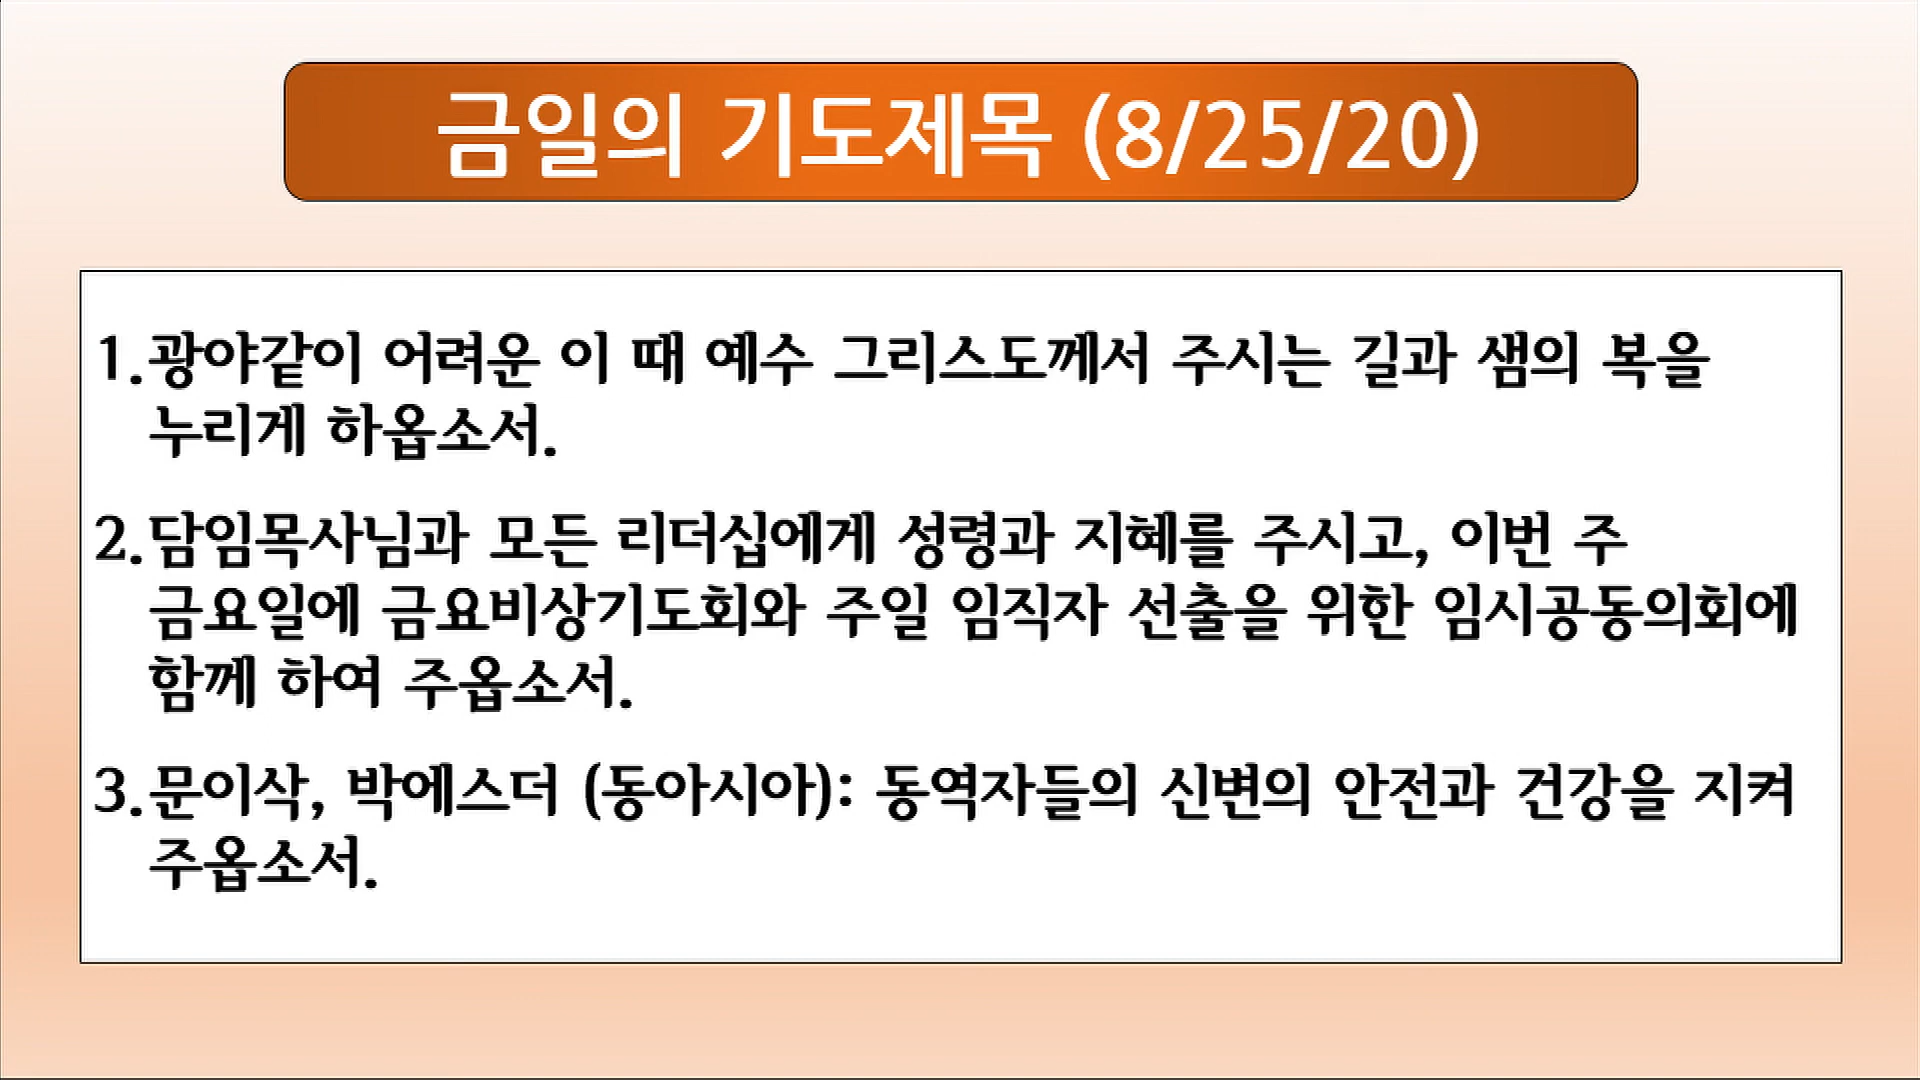 금일의 기도제목 (8/25/20)
1.광야같이 어려운 이 때 예수 그리스도께서 주시는 길과 샘의 복을
누리게 하옵소서.
2.담임목사님과 모든 리더십에게 성령과 지혜를 주시고, 이번 주
금요일에 금요비상기도회와 주일 임직자 선출을 위한 임시공동의회에
함께 하여 주옵소서.
3.문이삭, 박에스더 (동아시아): 동역자들의 신변의 안전과 건강을 지켜
주옵소서.